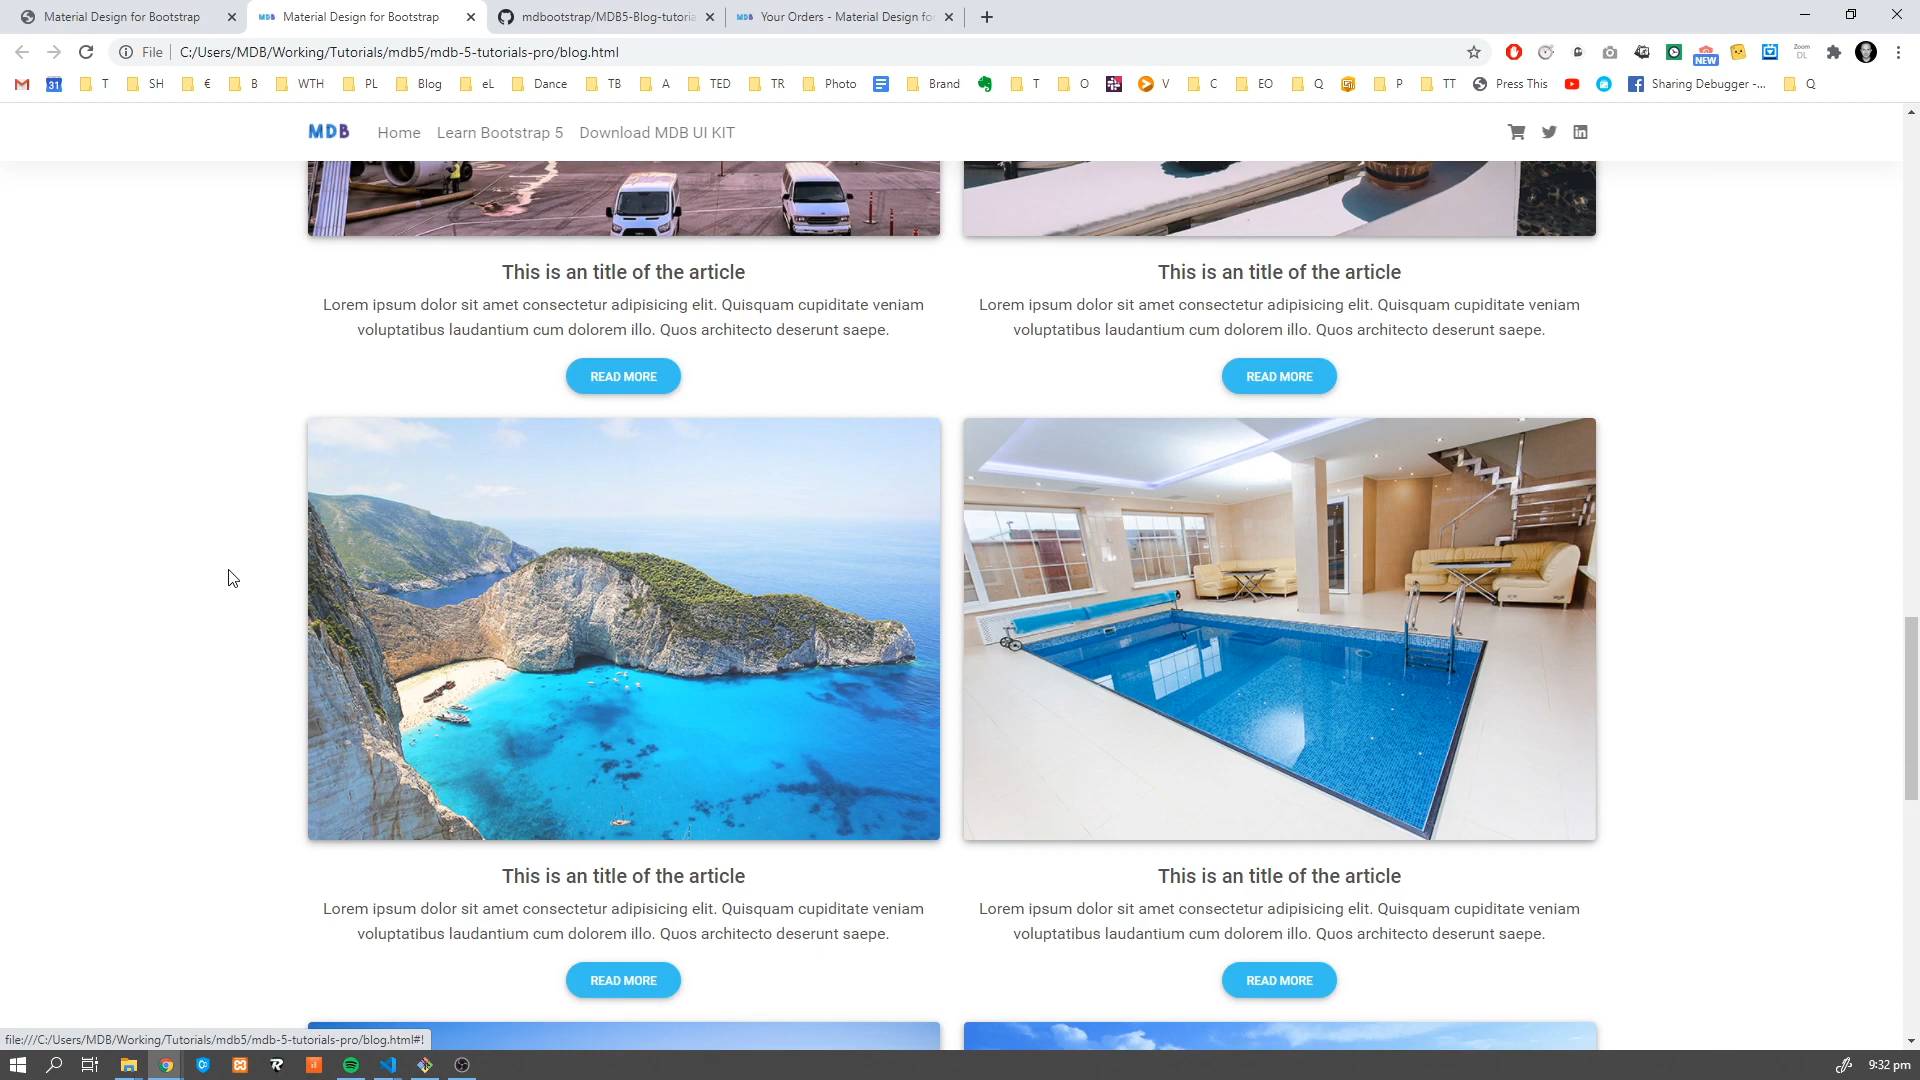 Material Design for Bootstrap
MDB Material Design for Bootstrap
mdbootstrap/MDB5-Blog-tutoria
MDB Your Orders - Material Design fo
File C:/Users/MDB/Working/Tutorials/mdb5/mdb-5-tutorials-pro/blog.html
NEW
Zoom DL
31 T SH € B WTH PL Blog eL Dance TB A TED TR Photo Brand T O V C EO Q P TT Press This Sharing Debugger -... Q
MDB Home Learn Bootstrap 5 Download MDB UI KIT
This is an title of the article
Lorem ipsum dolor sit amet consectetur adipisicing elit. Quisquam cupiditate veniam
voluptatibus laudantium cum dolorem illo. Quos architecto deserunt saepe.
READ MORE
This is an title of the article
Lorem ipsum dolor sit amet consectetur adipisicing elit. Quisquam cupiditate veniam
voluptatibus laudantium cum dolorem illo. Quos architecto deserunt saepe.
READ MORE
This is an title of the article
Lorem ipsum dolor sit amet consectetur adipisicing elit. Quisquam cupiditate veniam
voluptatibus laudantium cum dolorem illo. Quos architecto deserunt saepe.
READ MORE
This is an title of the article
Lorem ipsum dolor sit amet consectetur adipisicing elit. Quisquam cupiditate veniam
voluptatibus laudantium cum dolorem illo. Quos architecto deserunt saepe.
READ MORE
file:///C:/Users/MDB/Working/Tutorials/mdb5/mdb-5-tutorials-pro/blog.html#!
9:32 pm